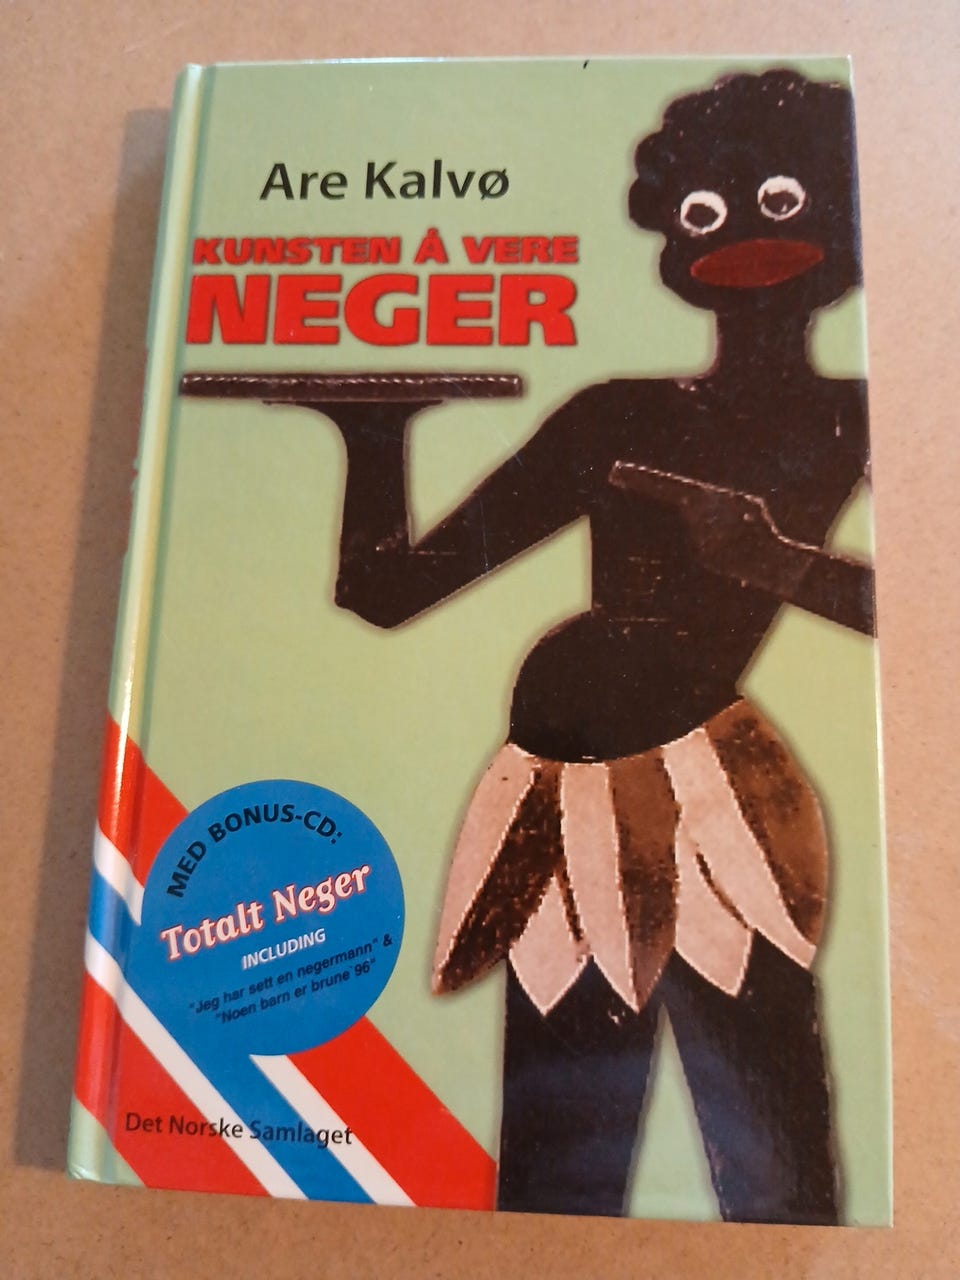 Are Kalvø
KUNSTEN Å VERE
NEGER
MED BONUS-CD:
Totalt Neger
INCLUDING
"Jeg har sett en negermann" &
"Noen barn er brune´96"
Det Norske Samlaget